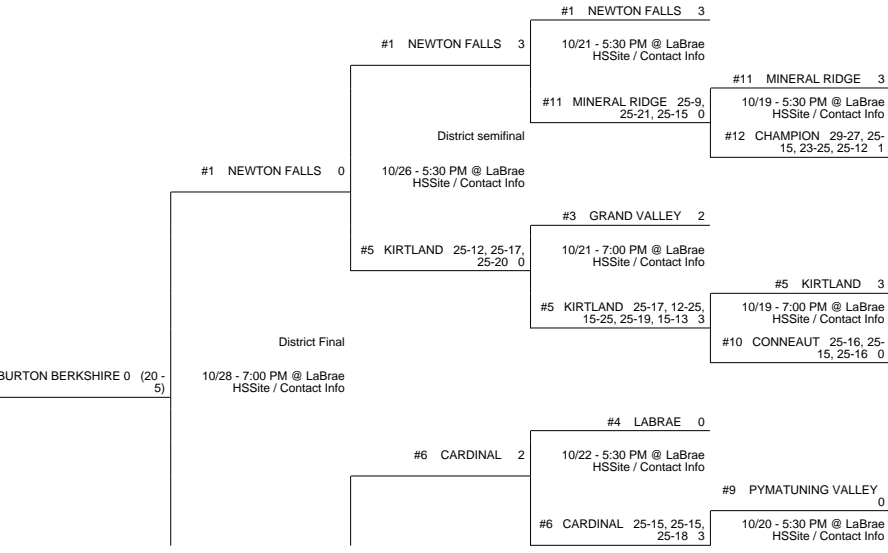 #1 NEWTON FALLS 3
#1 NEWTON FALLS 3
10/21 - 5:30 PM @ LaBrae
HSSite / Contact Info
#11 MINERAL RIDGE 3
#11 MINERAL RIDGE 25-9,
25-21, 25-15 0
10/19 - 5:30 PM @ LaBrae
HSSite / Contact Info
District semifinal
#12 CHAMPION 29-27, 25-
15, 23-25, 25-12 1
#1 NEWTON FALLS 0
10/26 - 5:30 PM @ LaBrae
HSSite / Contact Info
#3 GRAND VALLEY 2
#5 KIRTLAND 25-12, 25-17,
25-20 0
10/21 - 7:00 PM @ LaBrae
HSSite / Contact Info
#5 KIRTLAND 3
#5 KIRTLAND 25-17, 12-25,
15-25, 25-19, 15-13 3
10/19 - 7:00 PM @ LaBrae
HSSite / Contact Info
District Final
#10 CONNEAUT 25-16, 25-
15, 25-16 0
BURTON BERKSHIRE 0 (20 -
5)
10/28 - 7:00 PM @ LaBrae
HSSite / Contact Info
#4 LABRAE 0
#6 CARDINAL 2
10/22 - 5:30 PM @ LaBrae
HSSite / Contact Info
#9 PYMATUNING VALLEY
0
#6 CARDINAL 25-15, 25-15,
25-18 3
10/20 - 5:30 PM @ LaBrae
HSSite / Contact Info